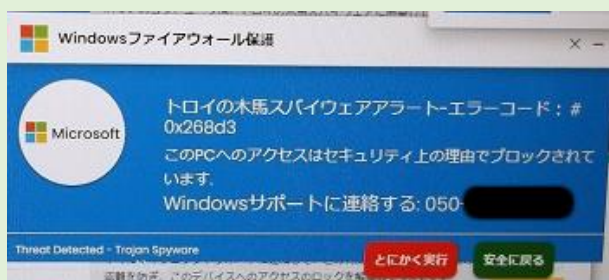 Windowsファイアウォール保護
Microsoft
トロイの木馬スパイウェアアラート-エラーコード：#
0x268d3
このPCへのアクセスはセキュリティ上の理由でブロックされて
います.
Windowsサポートに連絡する: 050-
Threat Detected - Trojan Spyware
とにかく実行
安全に戻る